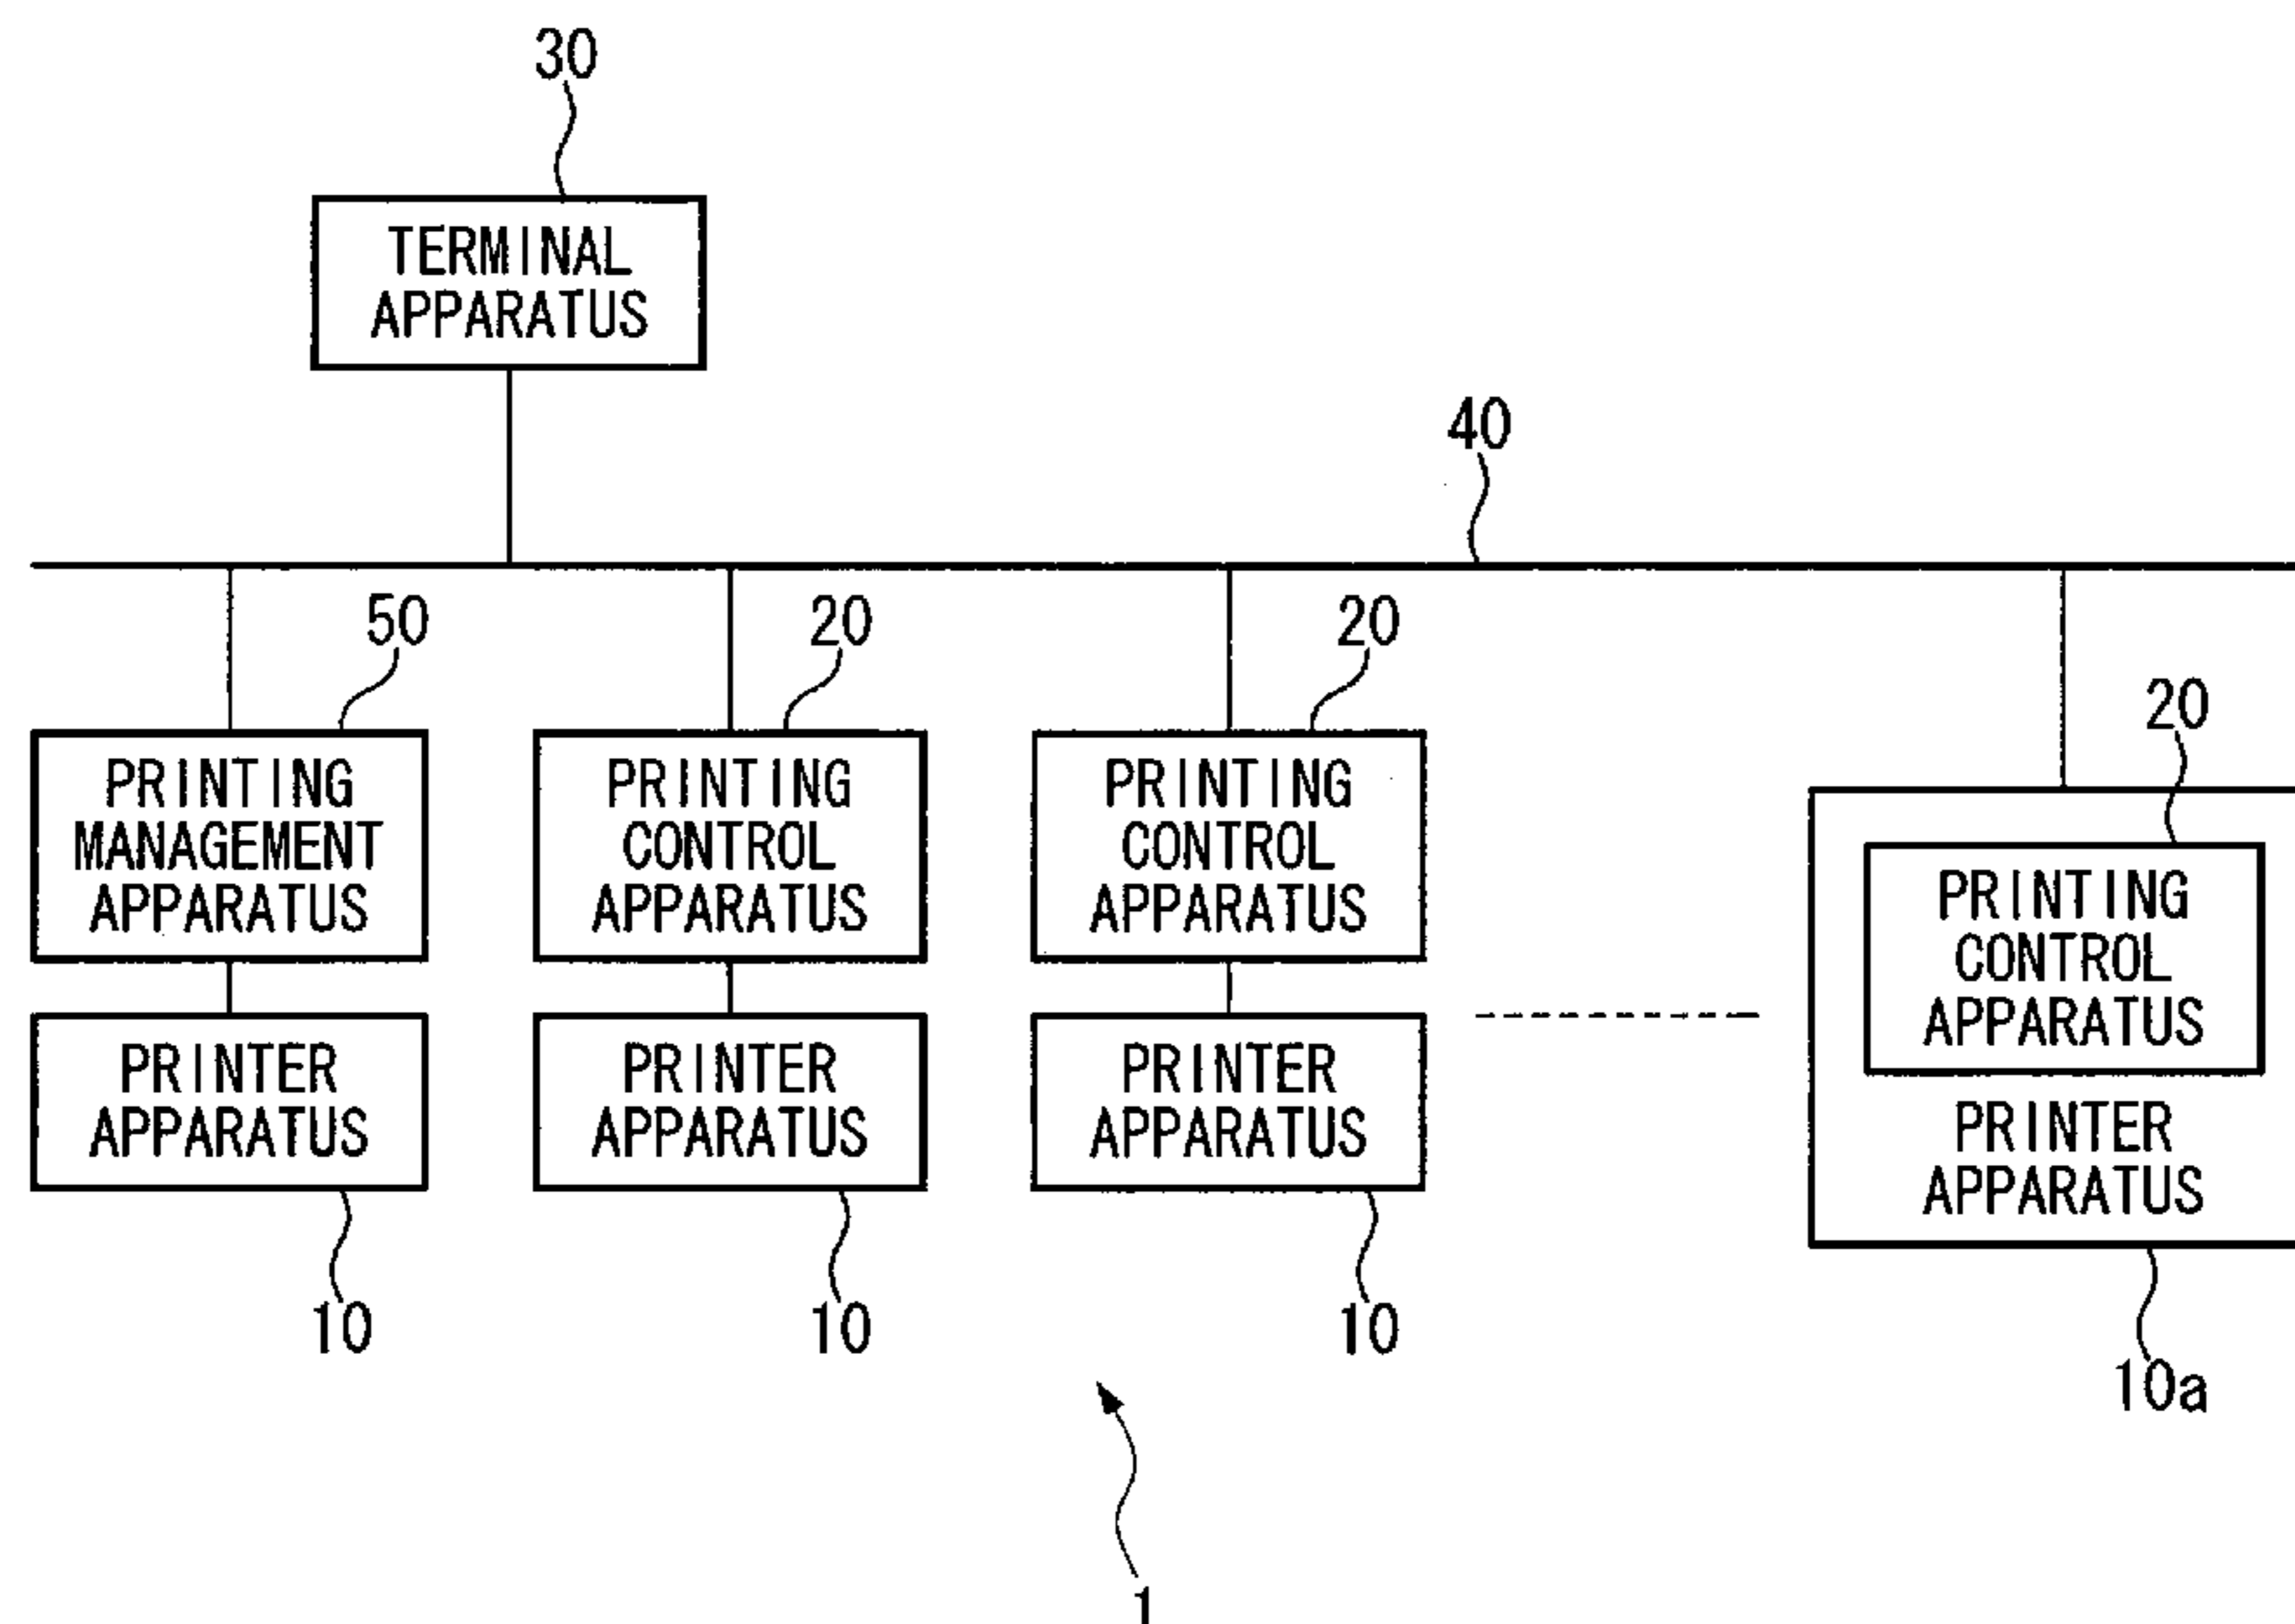 30
TERMINAL
APPARATUS
40
50
20
20
20
PRINTING
MANAGEMENT
APPARATUS
PRINTING
CONTROL
APPARATUS
PRINTING
CONTROL
APPARATUS
PRINTING
CONTROL
APPARATUS
PRINTER
APPARATUS
PRINTER
APPARATUS
PRINTER
APPARATUS
PRINTER
APPARATUS
10
10
10
10a
1